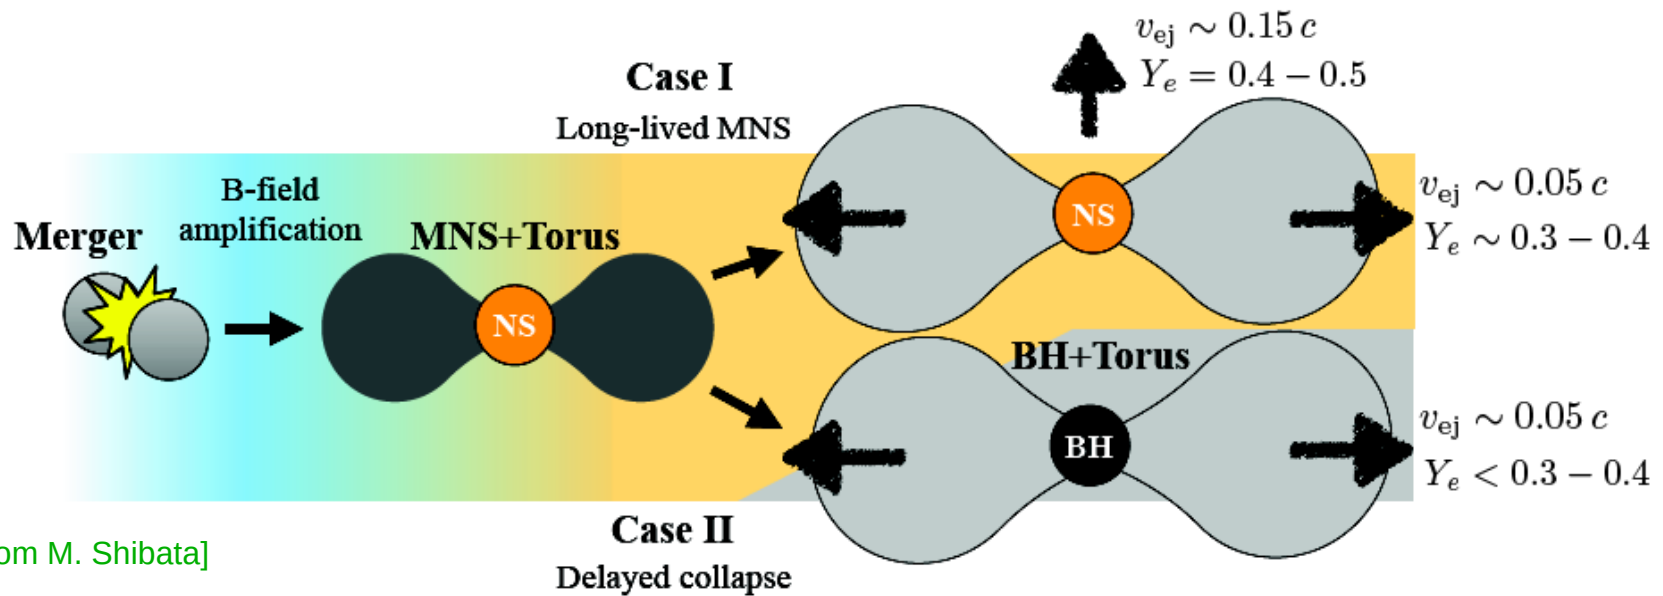 Merger
B-field
amplification
MNS+Torus
NS
Case I
Long-lived MNS
v_ej ∼ 0.15 c
Y_e = 0.4 − 0.5
NS
v_ej ∼ 0.05 c
Y_e ∼ 0.3 − 0.4
BH+Torus
BH
v_ej ∼ 0.05 c
Y_e < 0.3 − 0.4
Case II
Delayed collapse
om M. Shibata]